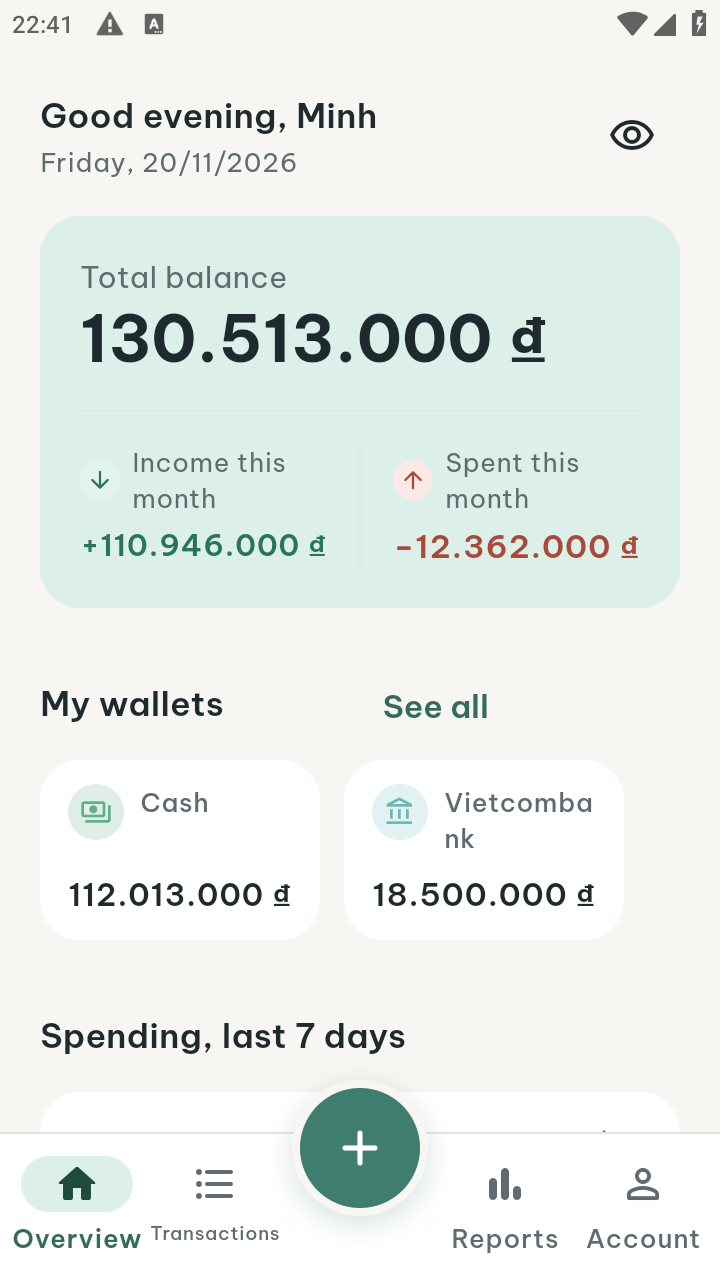 22:41
Good evening, Minh
Friday, 20/11/2026
Total balance
130.513.000 ₫
Income this
month
+110.946.000 ₫
Spent this
month
−12.362.000 ₫
My wallets
See all
Cash
112.013.000 ₫
Vietcomba
nk
18.500.000 ₫
Spending, last 7 days
Overview
Transactions
Reports
Account